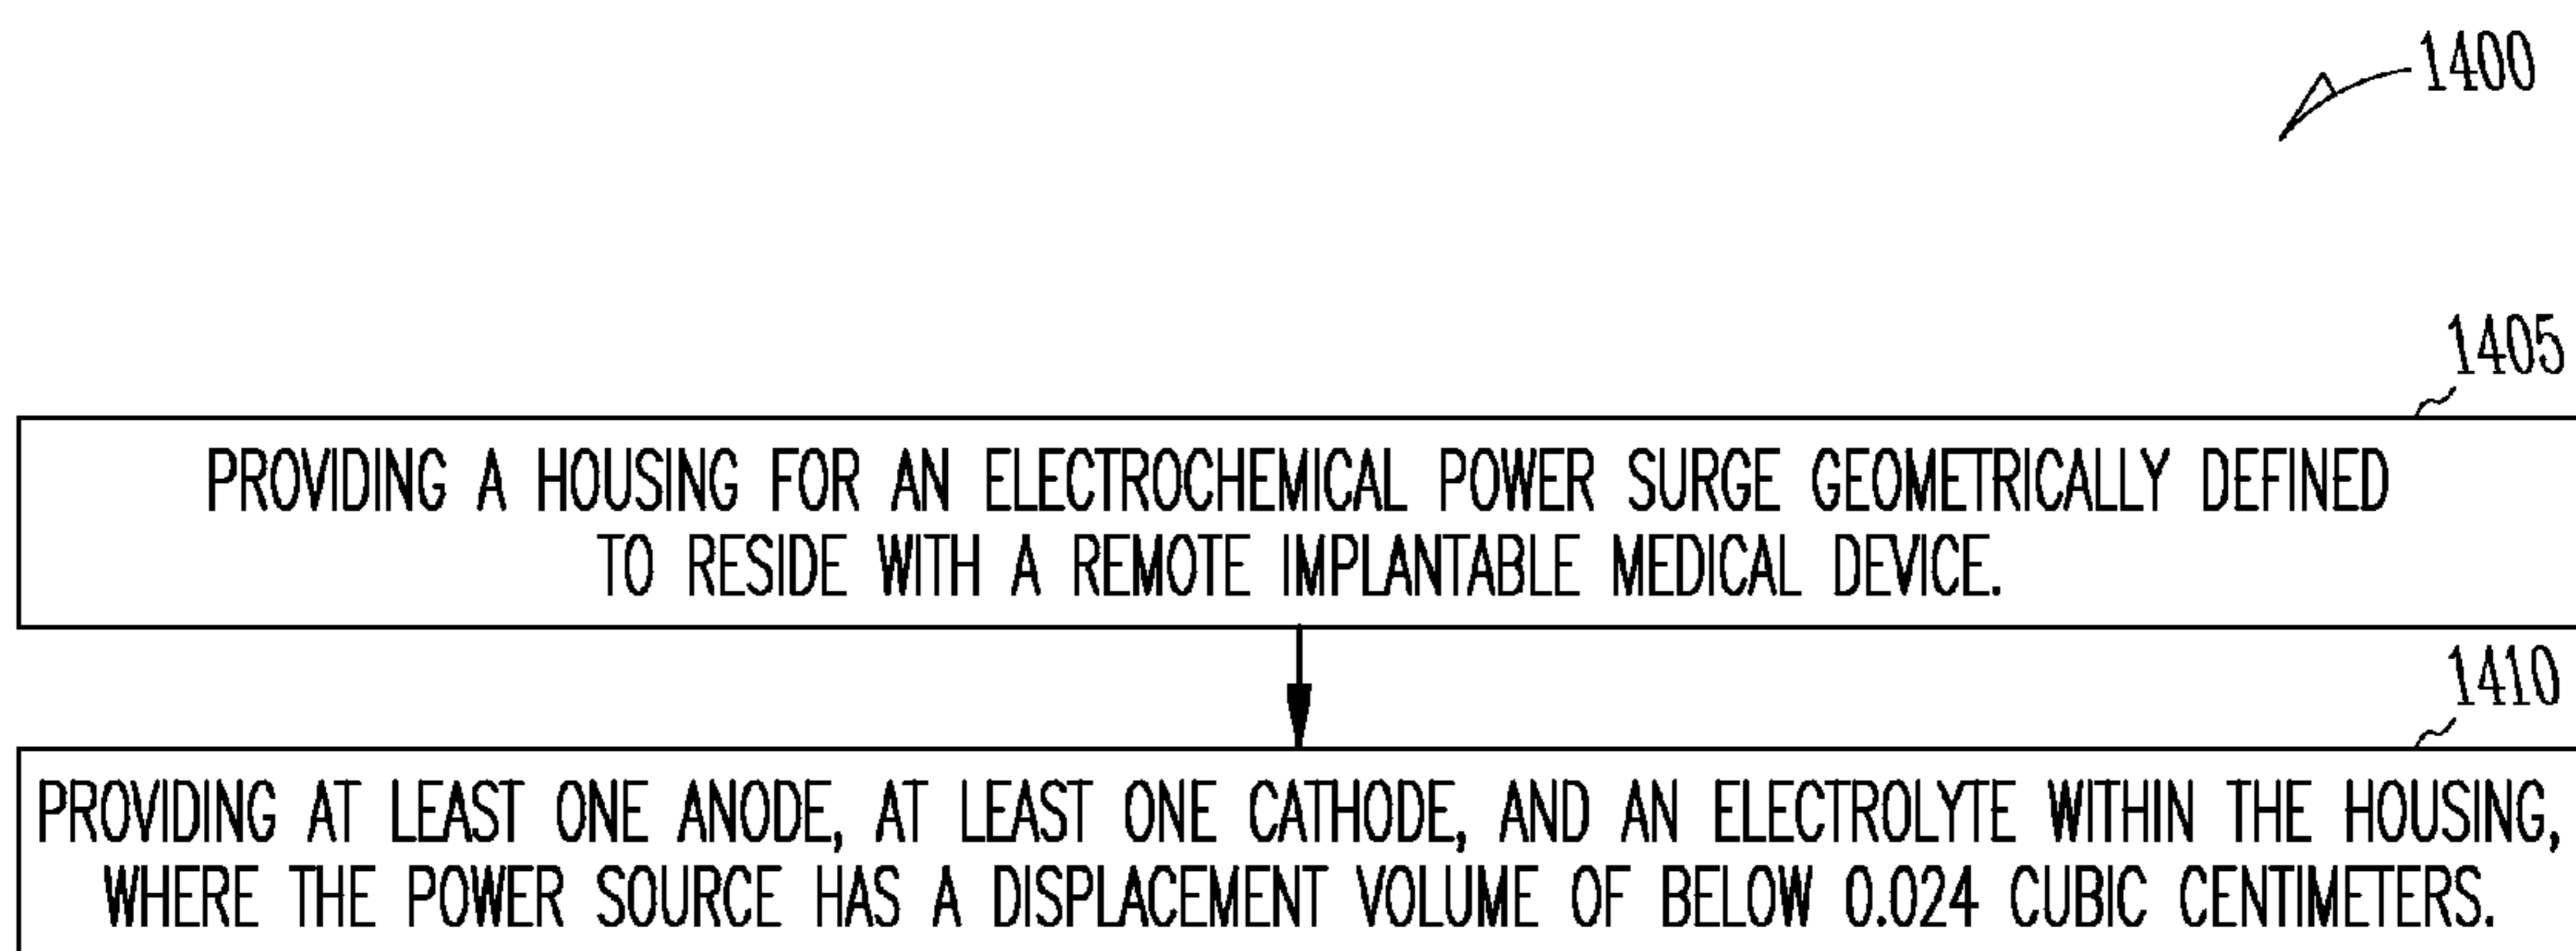 1400
1405
PROVIDING A HOUSING FOR AN ELECTROCHEMICAL POWER SURGE GEOMETRICALLY DEFINED
TO RESIDE WITH A REMOTE IMPLANTABLE MEDICAL DEVICE.
1410
PROVIDING AT LEAST ONE ANODE, AT LEAST ONE CATHODE, AND AN ELECTROLYTE WITHIN THE HOUSING,
WHERE THE POWER SOURCE HAS A DISPLACEMENT VOLUME OF BELOW 0.024 CUBIC CENTIMETERS.